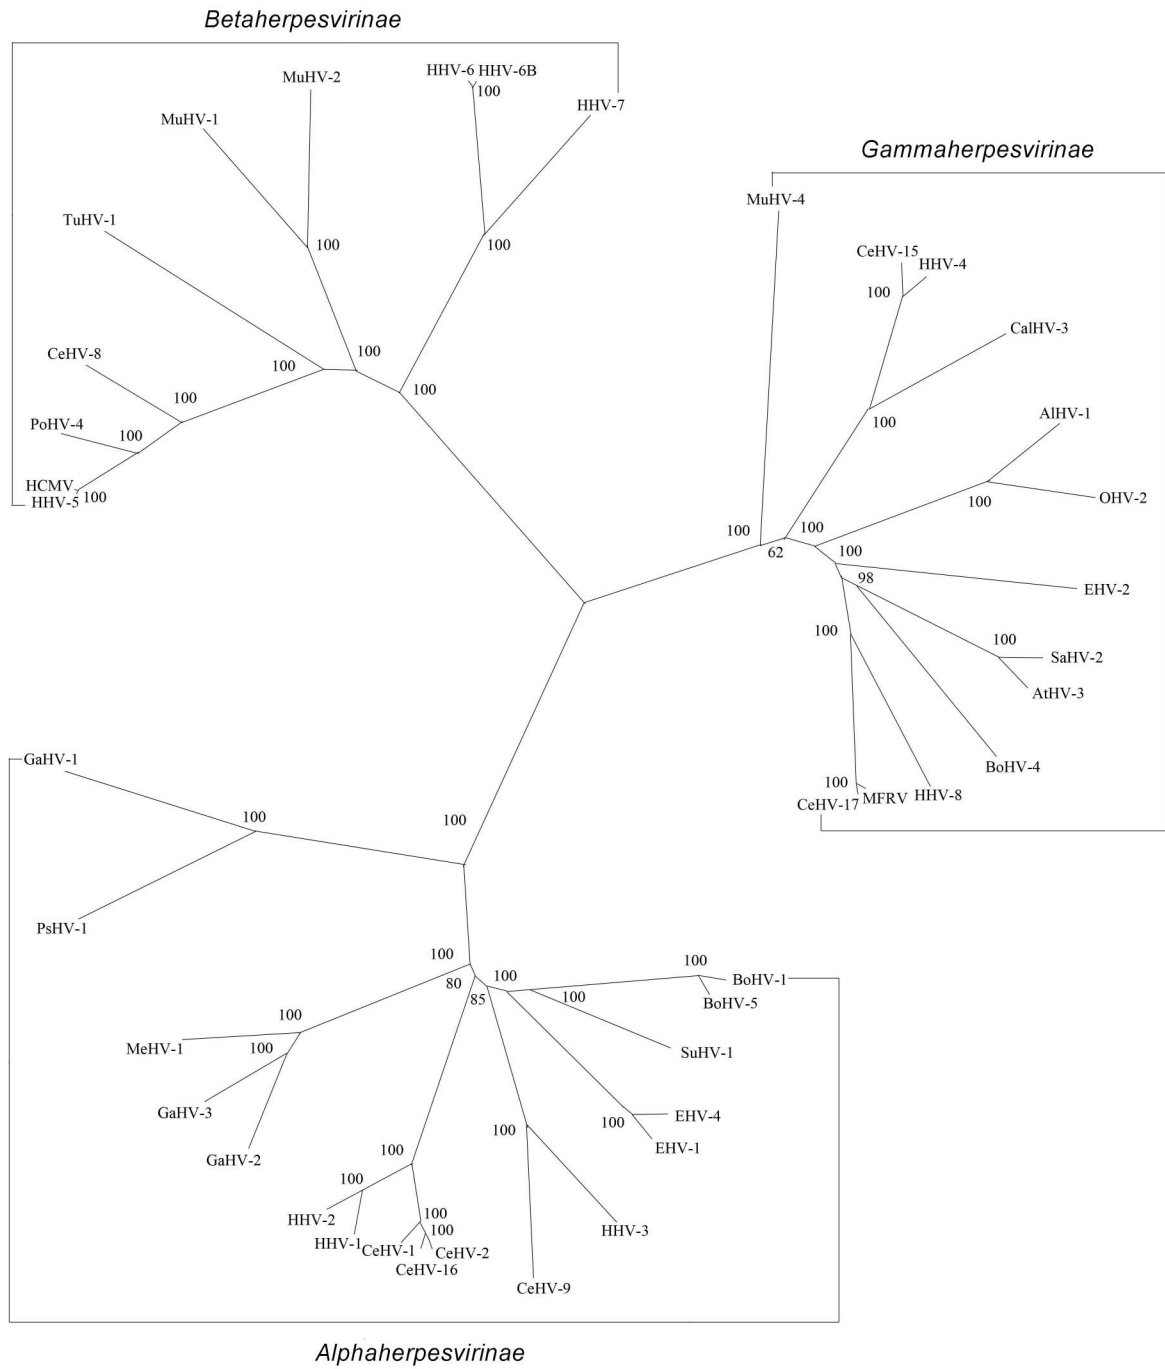 Betaherpesvirinae
MuHV-2
HHV-6 HHV-6B
100
HHV-7
MuHV-1
Gammaherpesvirinae
MuHV-4
TuHV-1
100
100
CeHV-15
HHV-4
100
CalHV-3
CeHV-8
100
100
100
100
AlHV-1
PoHV-4
100
100
HCMV
HHV-5
100
OHV-2
100
100
62
100
100
98
EHV-2
100
100
SaHV-2
AtHV-3
BoHV-4
100
MFRV
HHV-8
CeHV-17
GaHV-1
100
100
PsHV-1
100
80
85
100
100
BoHV-1
BoHV-5
100
SuHV-1
100
MeHV-1
100
GaHV-3
GaHV-2
EHV-4
100
EHV-1
100
100
100
HHV-2
HHV-1
100
100
CeHV-1
CeHV-2
CeHV-16
HHV-3
CeHV-9
Alphaherpesvirinae